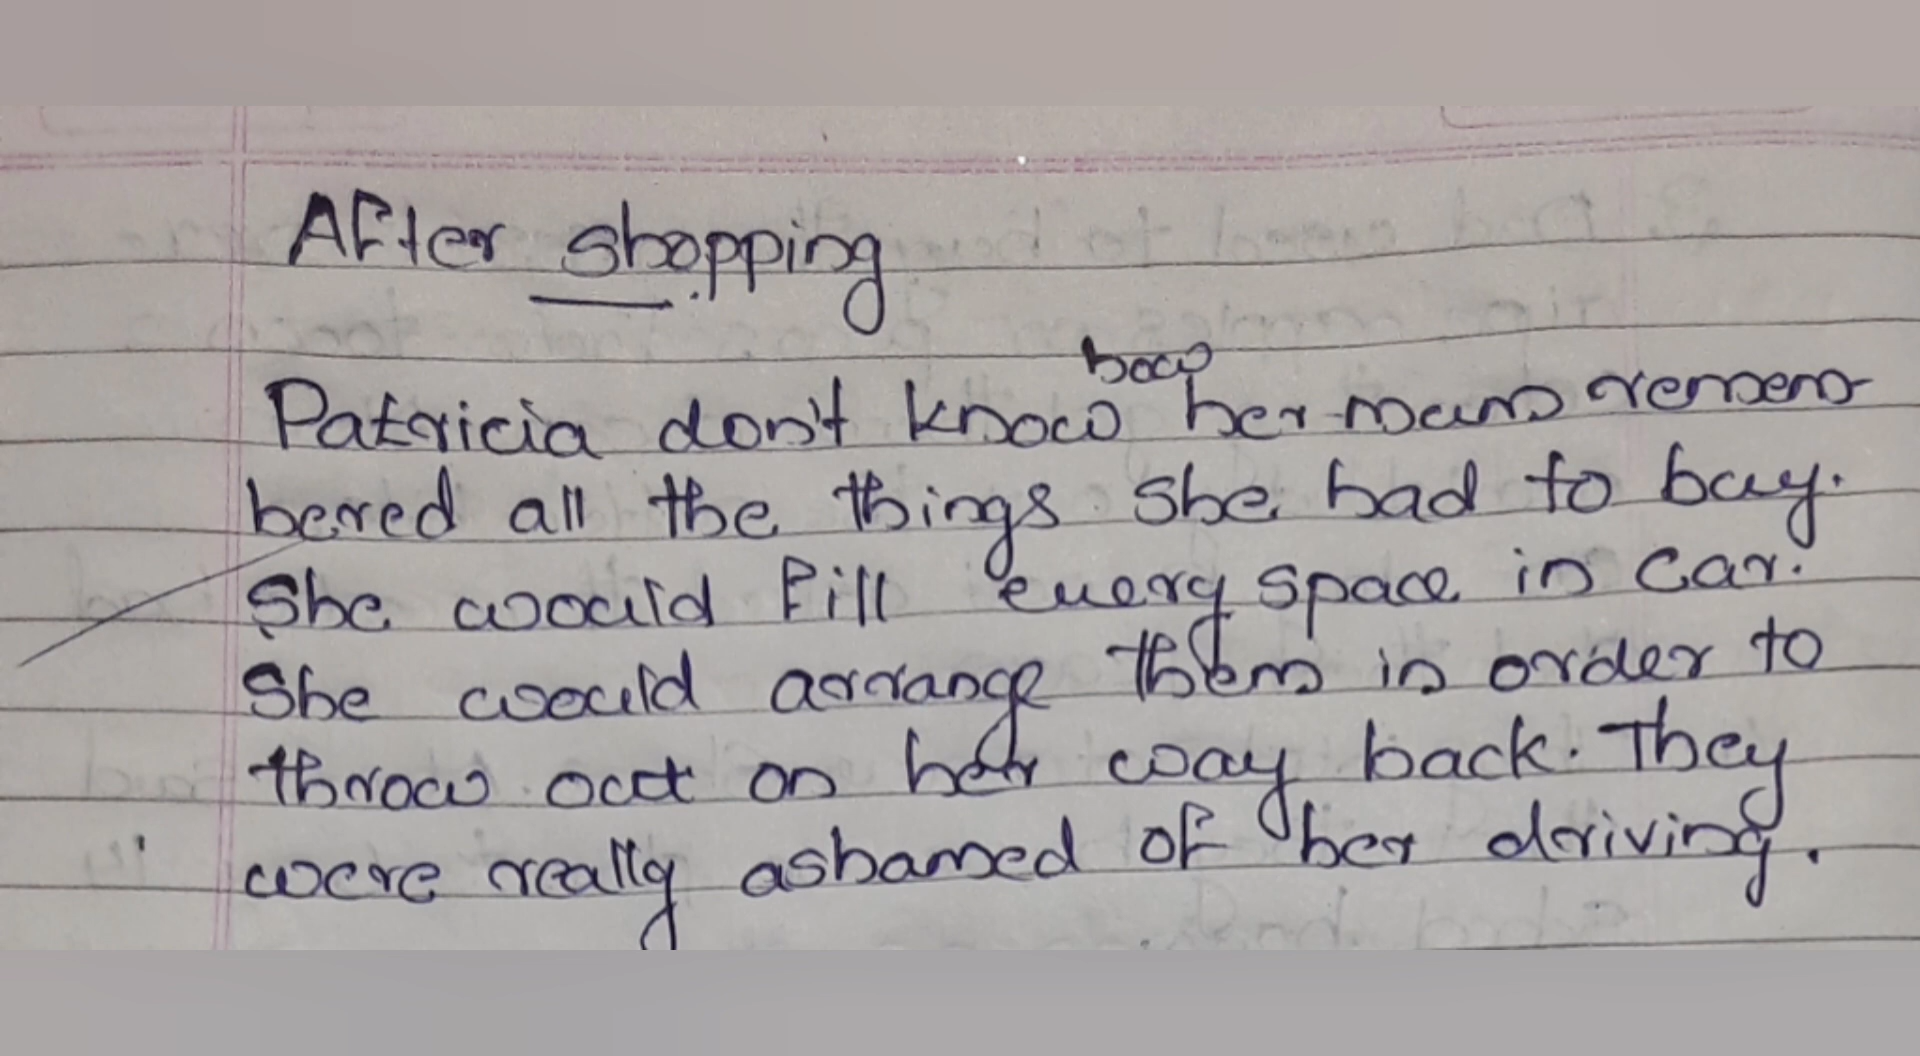 After shopping
how
Patricia don't know her mum remem
bered all the things she had to buy.
She would fill every space in car.
She would arrange them in order to
throw out on her way back. They
were really ashamed of her driving.